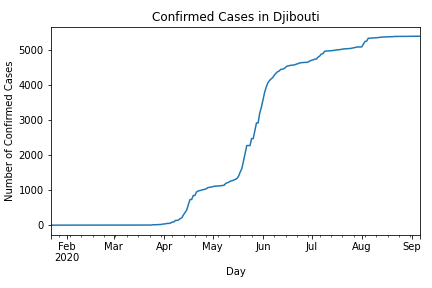 Confirmed Cases in Djibouti
Number of Confirmed Cases
5000
4000
3000
2000
1000
0
Feb Mar Apr May Jun Jul Aug Sep
2020
Day